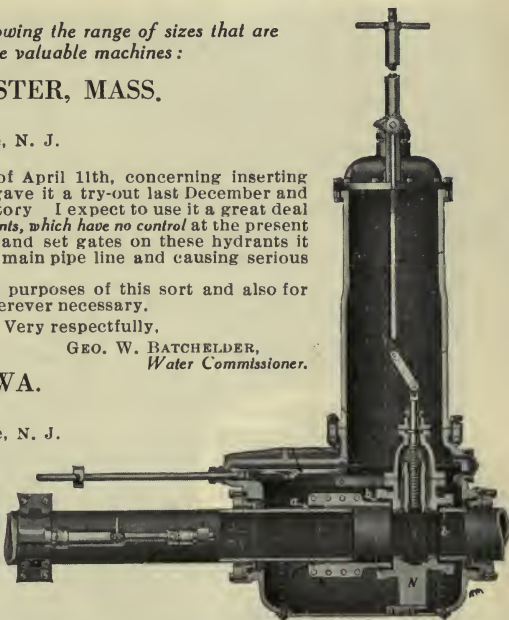 owing the range of sizes that are
e valuable machines :
STER, MASS.
e, N. J.
of April 11th, concerning inserting
gave it a try-out last December and
tory I expect to use it a great deal
nts, which have no control at the present
and set gates on these hydrants it
main pipe line and causing serious
purposes of this sort and also for
erever necessary.
Very respectfully,
GEO. W. BATCHELDER,
Water Commissioner.
WA.
e, N. J.
N